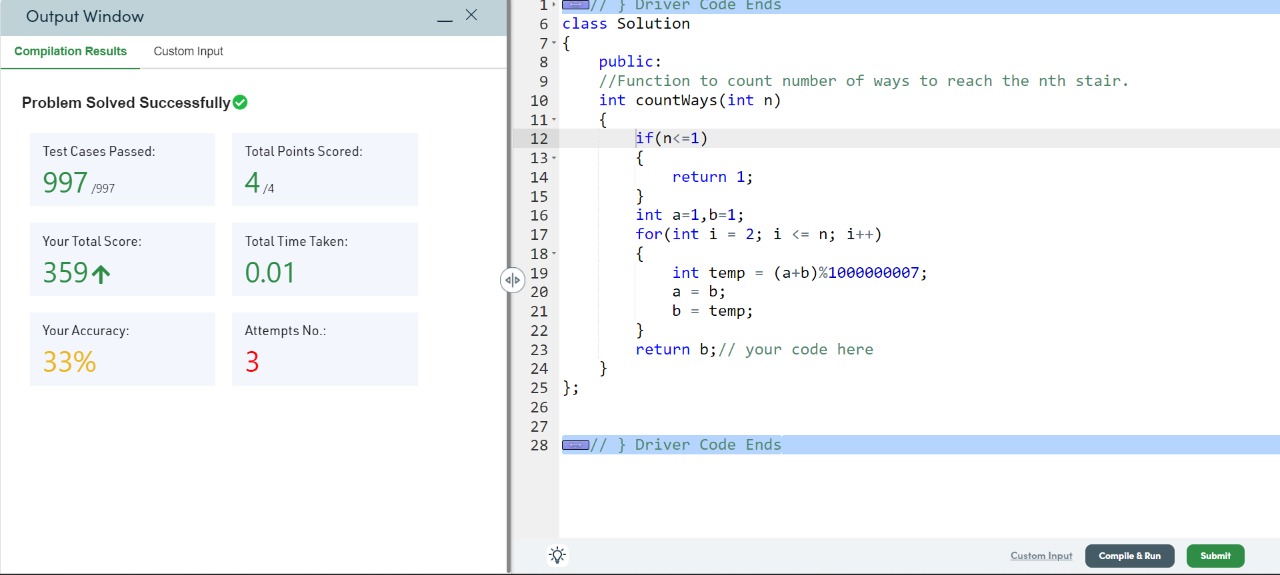 Output Window
Compilation Results Custom Input
Problem Solved Successfully
Test Cases Passed: Total Points Scored:
997 /997 4 /4
Your Total Score: Total Time Taken:
359 0.01
Your Accuracy: Attempts No.:
33% 3
1 // } Driver Code Ends
6 class Solution
7 {
8 public:
9 //Function to count number of ways to reach the nth stair.
10 int countWays(int n)
11 {
12 if(n<=1)
13 {
14 return 1;
15 }
16 int a=1,b=1;
17 for(int i = 2; i <= n; i++)
18 {
19 int temp = (a+b)%1000000007;
20 a = b;
21 b = temp;
22 }
23 return b;// your code here
24 }
25 };
26
27
28 // } Driver Code Ends
Custom Input Compile & Run Submit